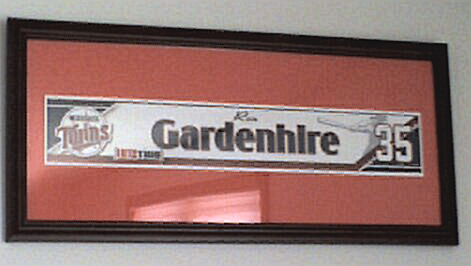 Minnesota
Twins
Ron
Gardenhire
35